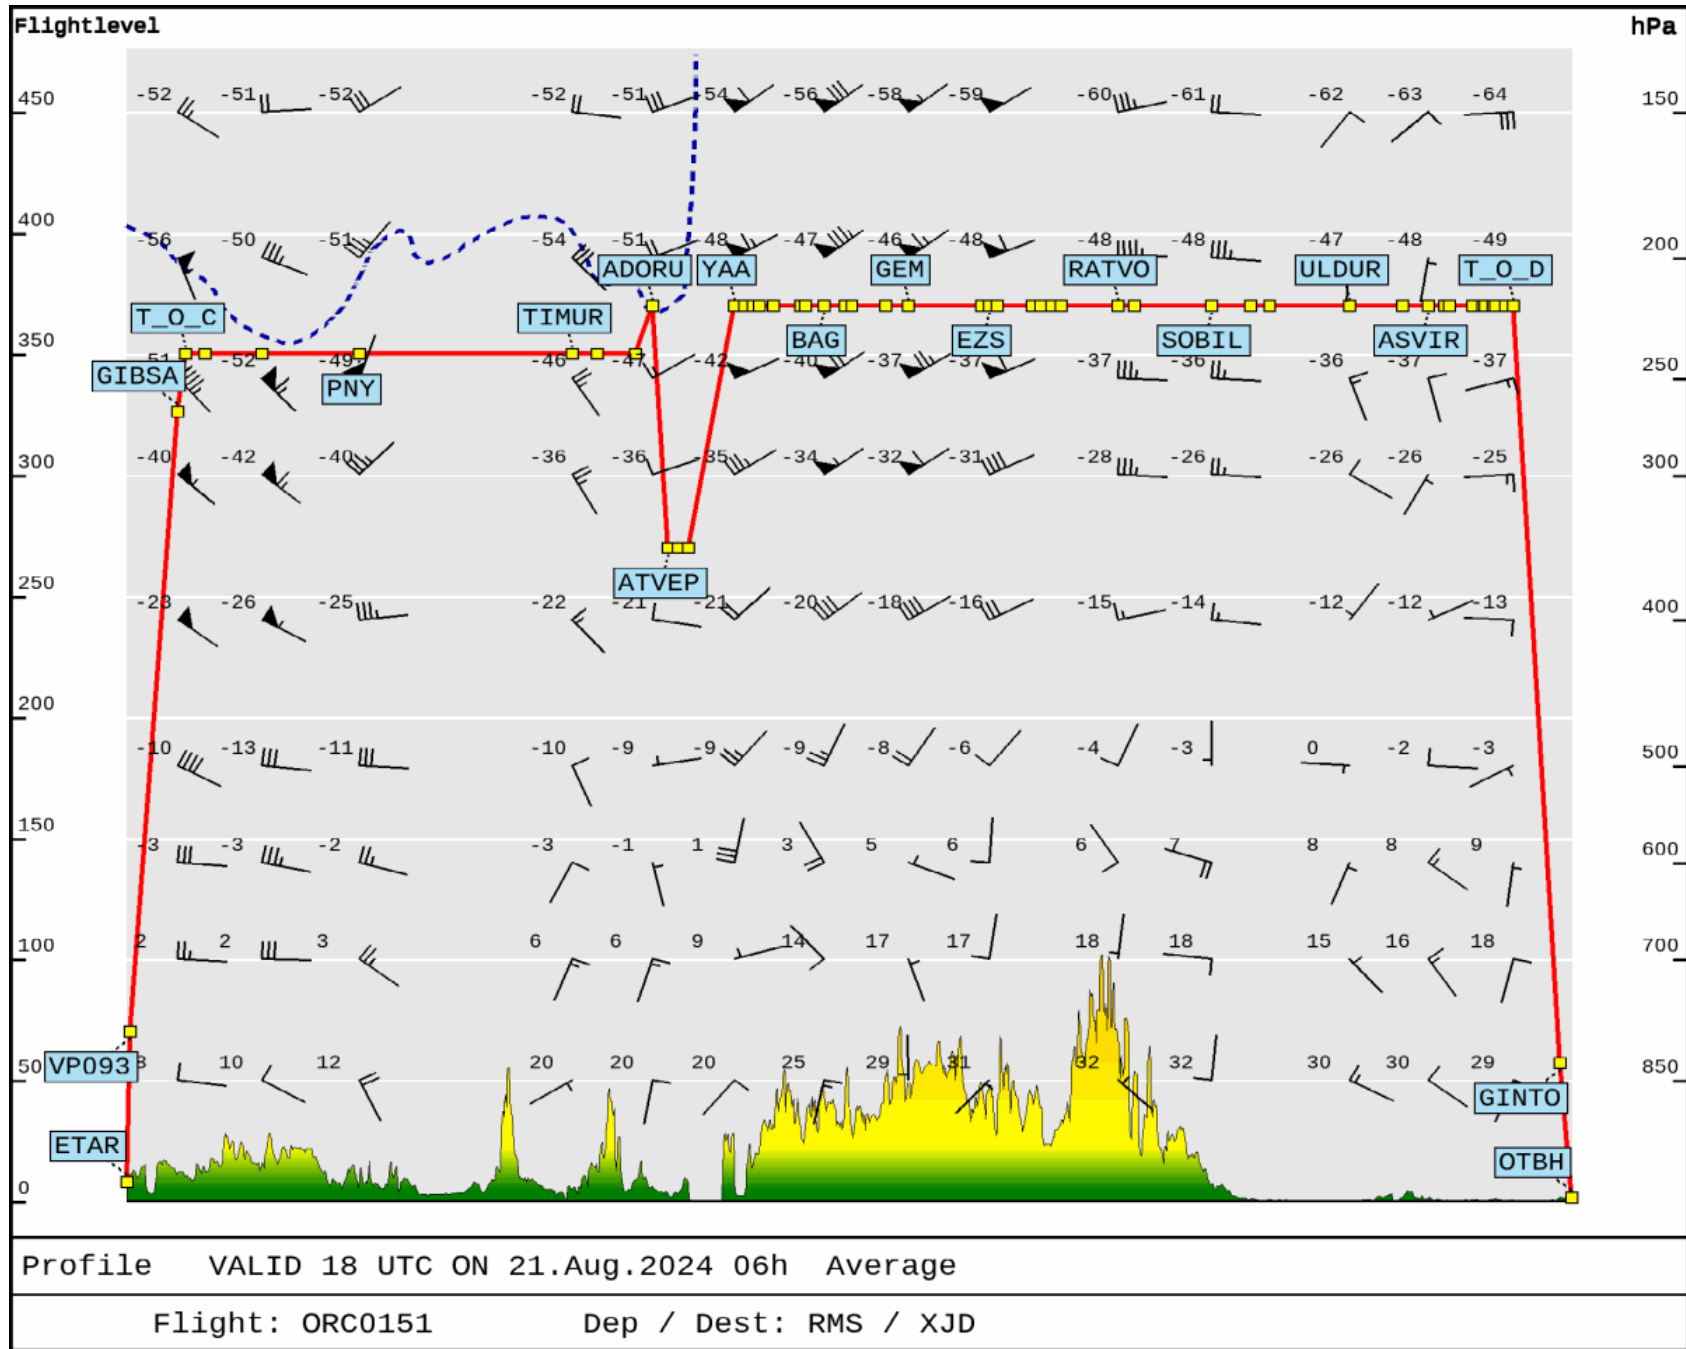 Flightlevel hPa
-52 -51 -52 -52 -51 -54 -56 -58 -59 -60 -61 -62 -63 -64
450 150
400
-56 -50 -51 -54 -51 -48 -47 -46 -48 -48 -48 -47 -48 -49
200
ADORU YAA GEM RATVO ULDUR T_O_D
T_O_C TIMUR
BAG EZS SOBIL ASVIR
350
-51 -52 -49 -46 -47 -42 -40 -37 -37 -37 -36 -36 -37 -37
250
GIBSA PNY
-40 -42 -40 -36 -36 -35 -34 -32 -31 -28 -26 -26 -26 -25
300 300
ATVEP
250
-23 -26 -25 -22 -21 -21 -20 -18 -16 -15 -14 -12 -12 -13
400
200
-10 -13 -11 -10 -9 -9 -9 -8 -6 -4 -3 0 -2 -3
500
150
-3 -3 -2 -3 -1 1 3 5 6 6 7 8 8 9
600
100 2 2 3 6 6 9 14 17 17 18 18 15 16 18
700
50 VP093 8 10 12 20 20 20 25 29 31 32 32 30 30 29
850
GINTO
ETAR OTBH
0
Profile VALID 18 UTC ON 21.Aug.2024 06h Average
Flight: ORC0151 Dep / Dest: RMS / XJD